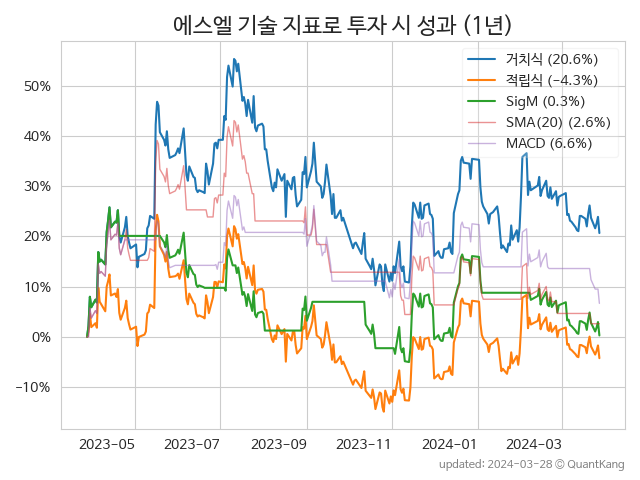 에스엘 기술 지표로 투자 시 성과 (1년)
거치식 (20.6%)
적립식 (−4.3%)
SigM (0.3%)
SMA(20) (2.6%)
MACD (6.6%)
50%
40%
30%
20%
10%
0%
−10%
2023-05 2023-07 2023-09 2023-11 2024-01 2024-03
updated: 2024-03-28 © QuantKang